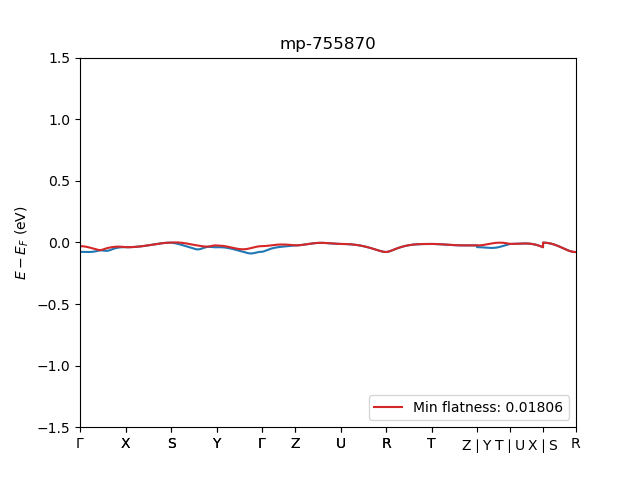 mp-755870
1.5
1.0
0.5
0.0
−0.5
−1.0
−1.5
E − E_F (eV)
Min flatness: 0.01806
Γ X S Y Γ Z U R T Z | Y T | U X | S R